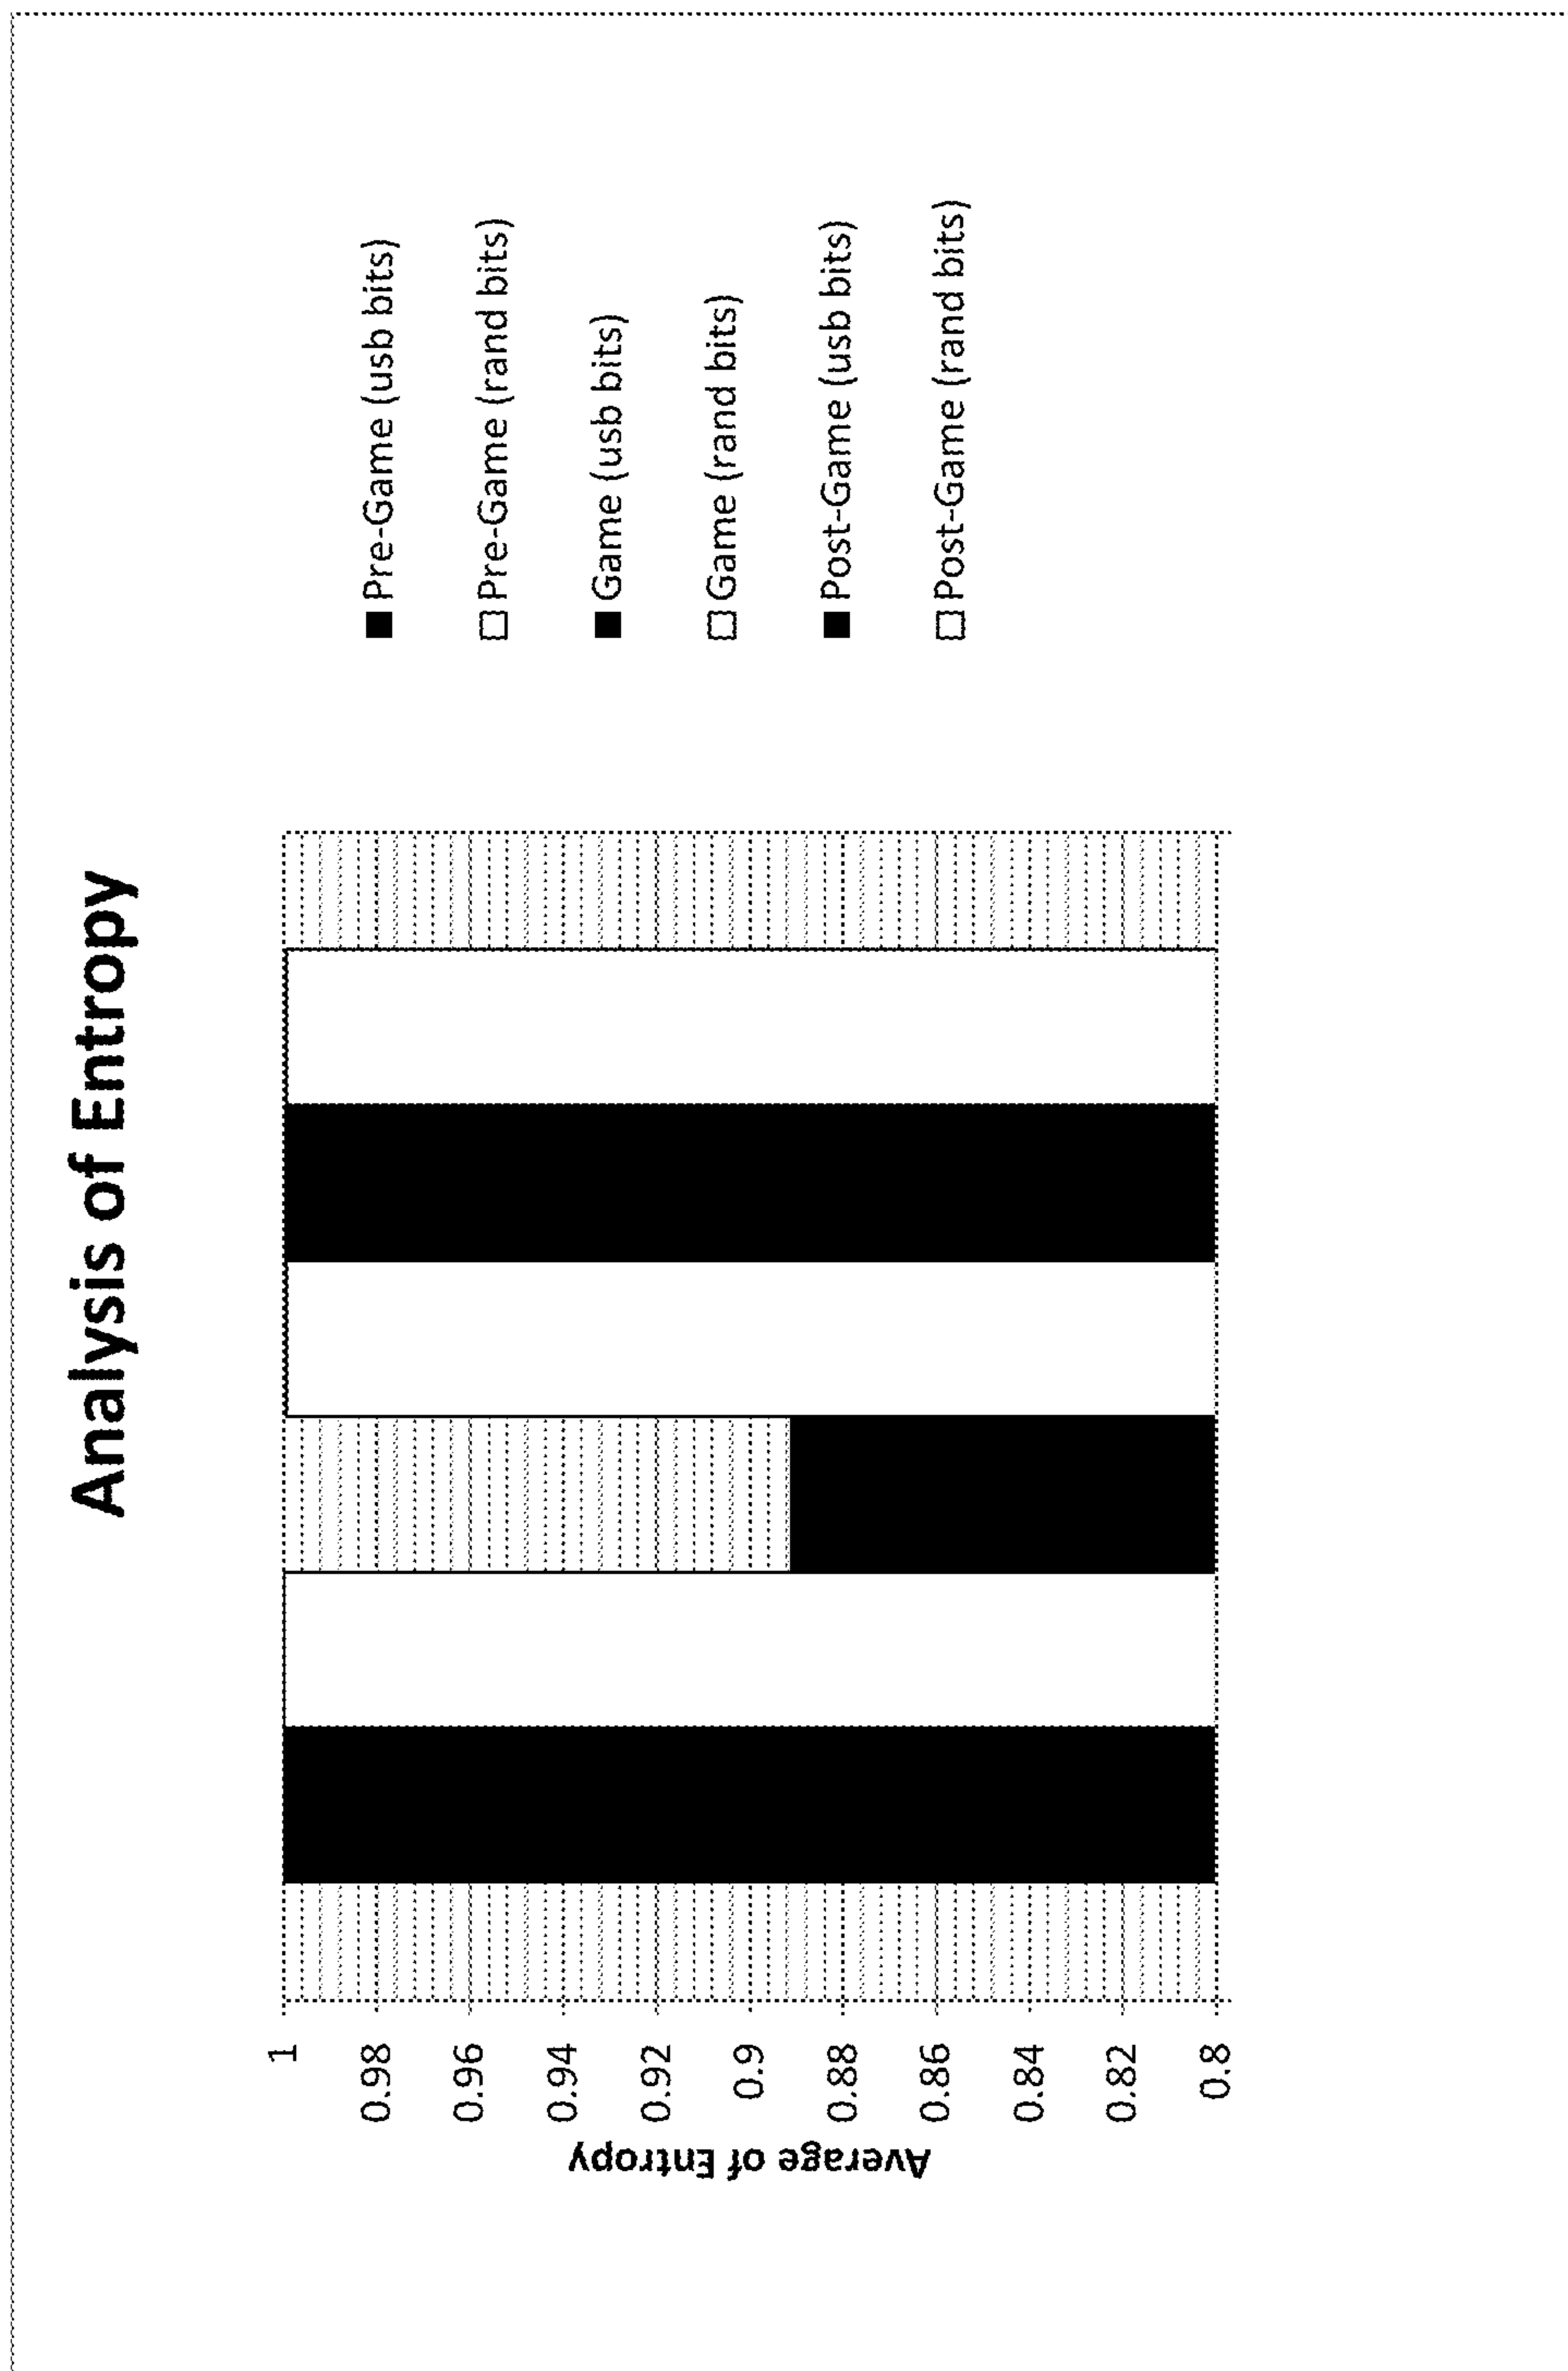 Analysis of Entropy
Average of Entropy
1
0.98
0.96
0.94
0.92
0.9
0.88
0.86
0.84
0.82
0.8
Pre-Game (usb bits)
Pre-Game (rand bits)
Game (usb bits)
Game (rand bits)
Post-Game (usb bits)
Post-Game (rand bits)